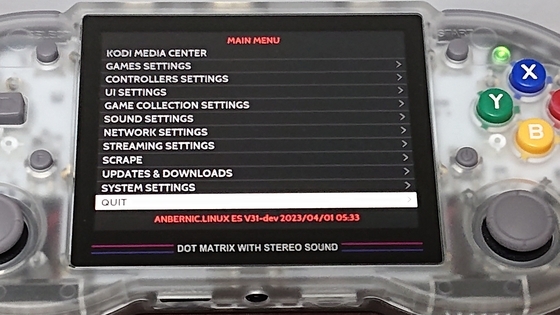 MAIN MENU
KODI MEDIA CENTER
GAMES SETTINGS
CONTROLLERS SETTINGS
UI SETTINGS
GAME COLLECTION SETTINGS
SOUND SETTINGS
NETWORK SETTINGS
STREAMING SETTINGS
SCRAPE
UPDATES & DOWNLOADS
SYSTEM SETTINGS
QUIT
ANBERNIC.LINUX ES V31-dev 2023/04/01 05:33
DOT MATRIX WITH STEREO SOUND
X
Y
B